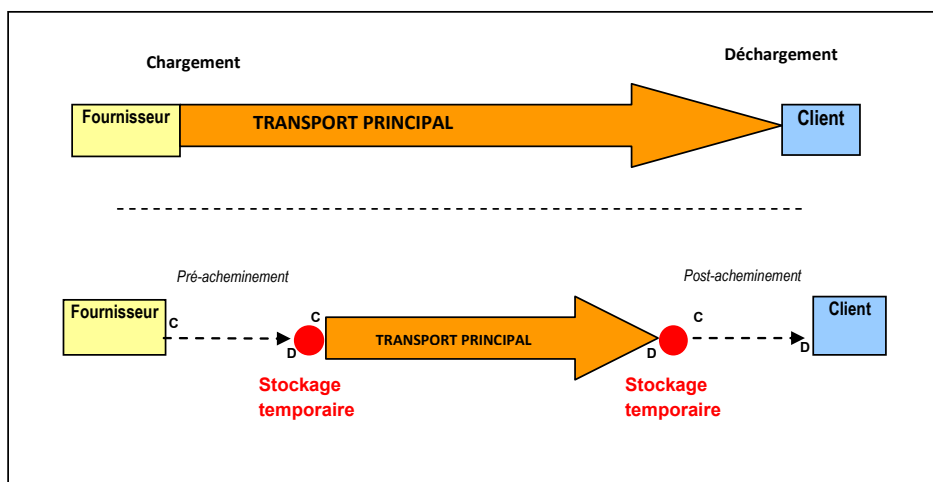 Chargement
Déchargement
Fournisseur
TRANSPORT PRINCIPAL
Client
Pré-acheminement
Post-acheminement
Fournisseur
C
D
C
TRANSPORT PRINCIPAL
D
C
D
Client
Stockage
temporaire
Stockage
temporaire